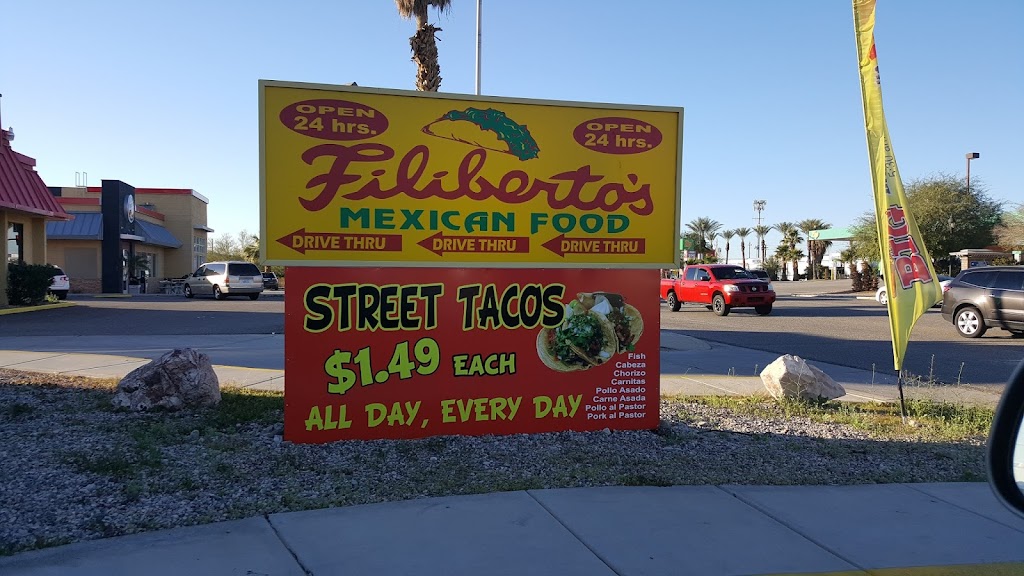 OPEN
24 hrs.
OPEN
24 hrs.
Filiberto's
MEXICAN FOOD
DRIVE THRU DRIVE THRU DRIVE THRU
STREET TACOS
$1.49 EACH
ALL DAY, EVERY DAY
Fish
Cabeza
Chorizo
Carnitas
Pollo Asado
Carne Asada
Pollo al Pastor
Pork al Pastor